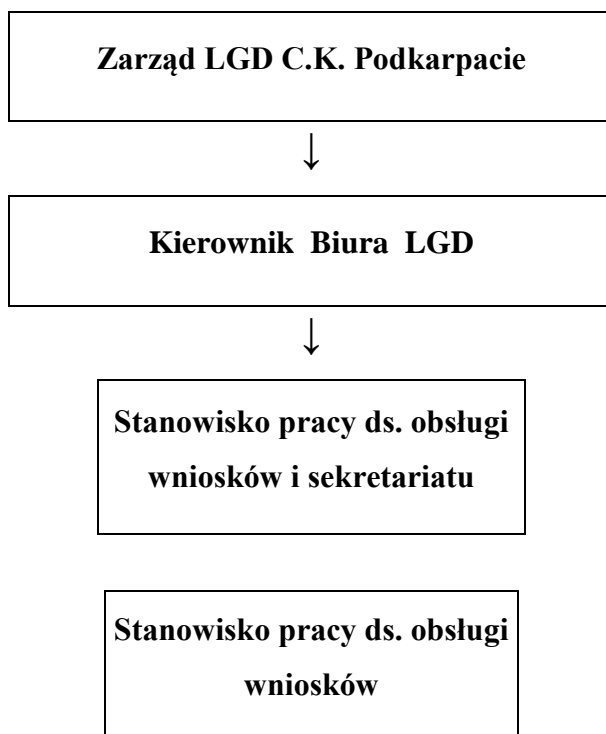 Zarząd LGD C.K. Podkarpacie
↓
Kierownik Biura LGD
↓
Stanowisko pracy ds. obsługi
wniosków i sekretariatu
Stanowisko pracy ds. obsługi
wniosków